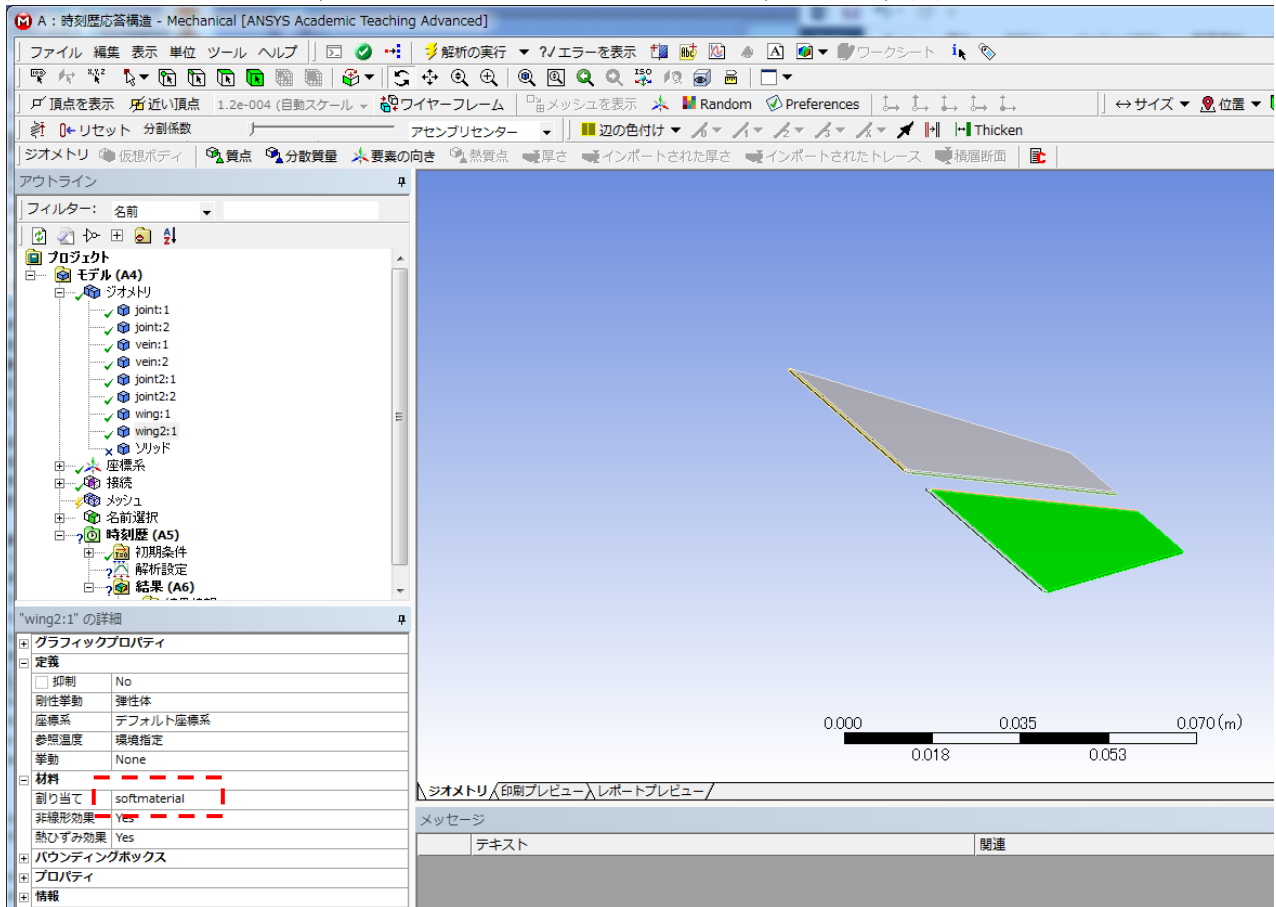 A : 時刻歴応答構造 - Mechanical [ANSYS Academic Teaching Advanced]
ファイル 編集 表示 単位 ツール ヘルプ 解析の実行 ?/エラーを表示 ワークシート
頂点を表示 近い頂点 1.2e-004 (自動スケール ワイヤーフレーム メッシュを表示 Random Preferences サイズ 位置
リセット 分割係数 アセンブリセンター 辺の色付け Thicken
ジオメトリ 仮想ボディ 質点 分散質量 要素の向き 熱質点 厚さ インポートされた厚さ インポートされたトレース 積層断面
アウトライン
フィルター: 名前
プロジェクト
モデル (A4)
ジオメトリ
joint:1
joint:2
vein:1
vein:2
joint2:1
joint2:2
wing:1
wing2:1
ソリッド
座標系
接続
メッシュ
名前選択
時刻歴 (A5)
初期条件
解析設定
結果 (A6)
"wing2:1" の詳細
グラフィックプロパティ
定義
抑制 No
剛性挙動 弾性体
座標系 デフォルト座標系
参照温度 環境指定
挙動 None
材料
割り当て softmaterial
非線形効果 Yes
熱ひずみ効果 Yes
バウンディングボックス
プロパティ
情報
0.000 0.035 0.070 (m)
0.018 0.053
ジオメトリ 印刷プレビュー レポートプレビュー
メッセージ
テキスト 関連